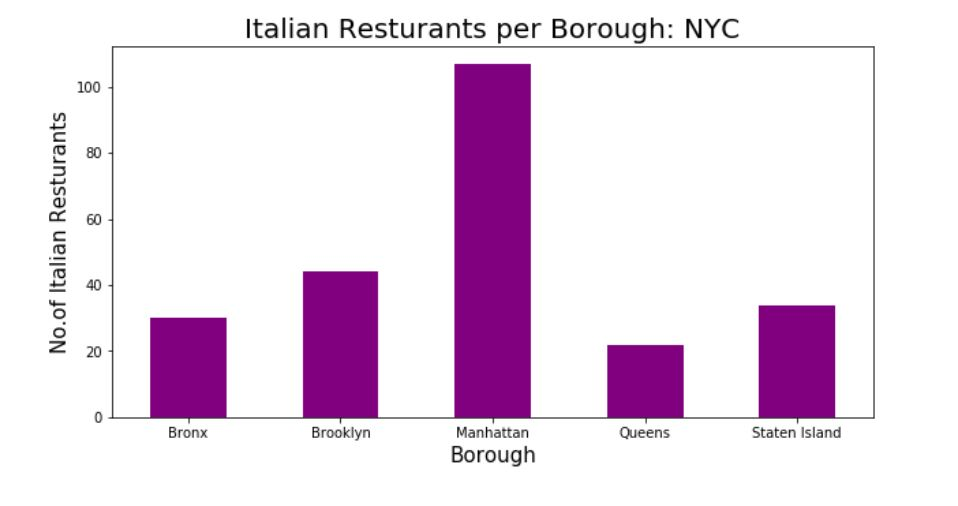 Italian Resturants per Borough: NYC
No.of Italian Resturants
100
80
60
40
20
0
Bronx Brooklyn Manhattan Queens Staten Island
Borough